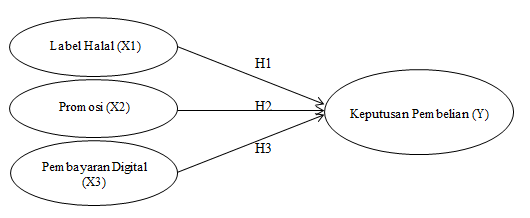 Label Halal (X1)
H1
Promosi (X2)
H2
Keputusan Pembelian (Y)
H3
Pembayaran Digital
(X3)